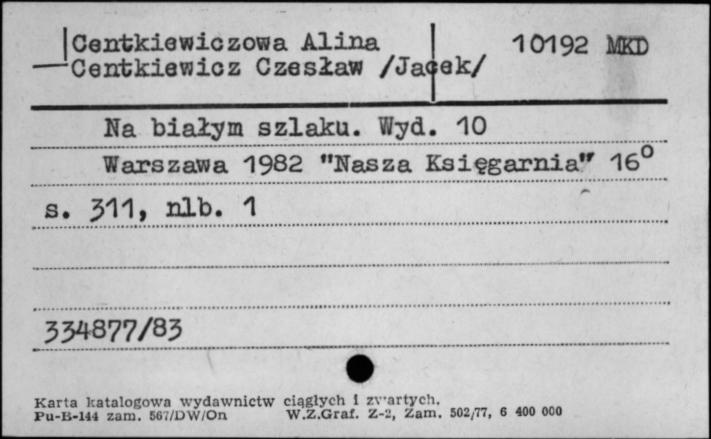 Centkiewiczowa Alina 10192 MKD
Centkiewicz Czesław /Jacek/
Na białym szlaku. Wyd. 10
Warszawa 1982 "Nasza Księgarnia" 16°
s. 311, nlb. 1
334877/83
Karta katalogowa wydawnictw ciągłych i zwartych.
Pu-B-144 zam. 567/DW/On W.Z.Graf. Z-2, Zam. 502/77, 6 400 000